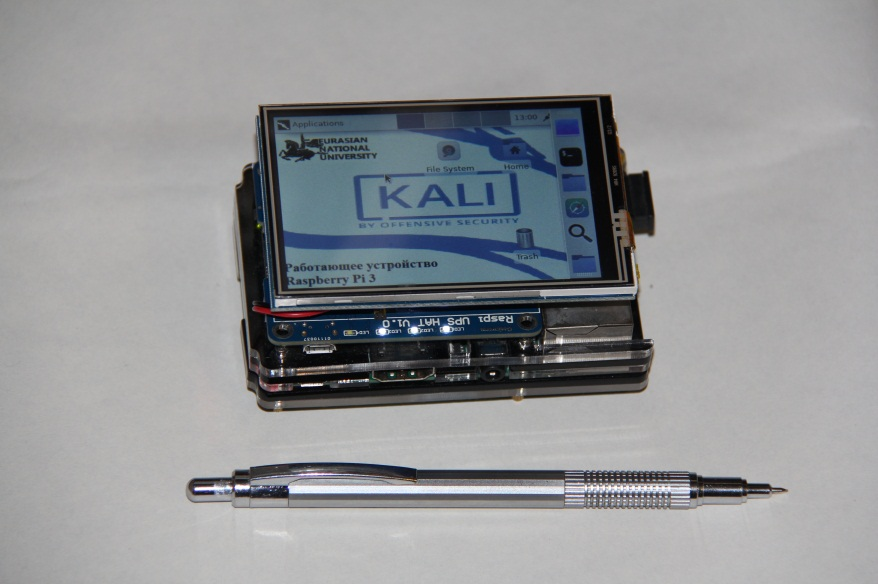 Applications
13:00
EURASIAN
NATIONAL
UNIVERSITY
File System
Home
KALI
BY OFFENSIVE SECURITY
Trash
Работающее устройство
Raspberry Pi 3
Raspi UPS HAT V1.0